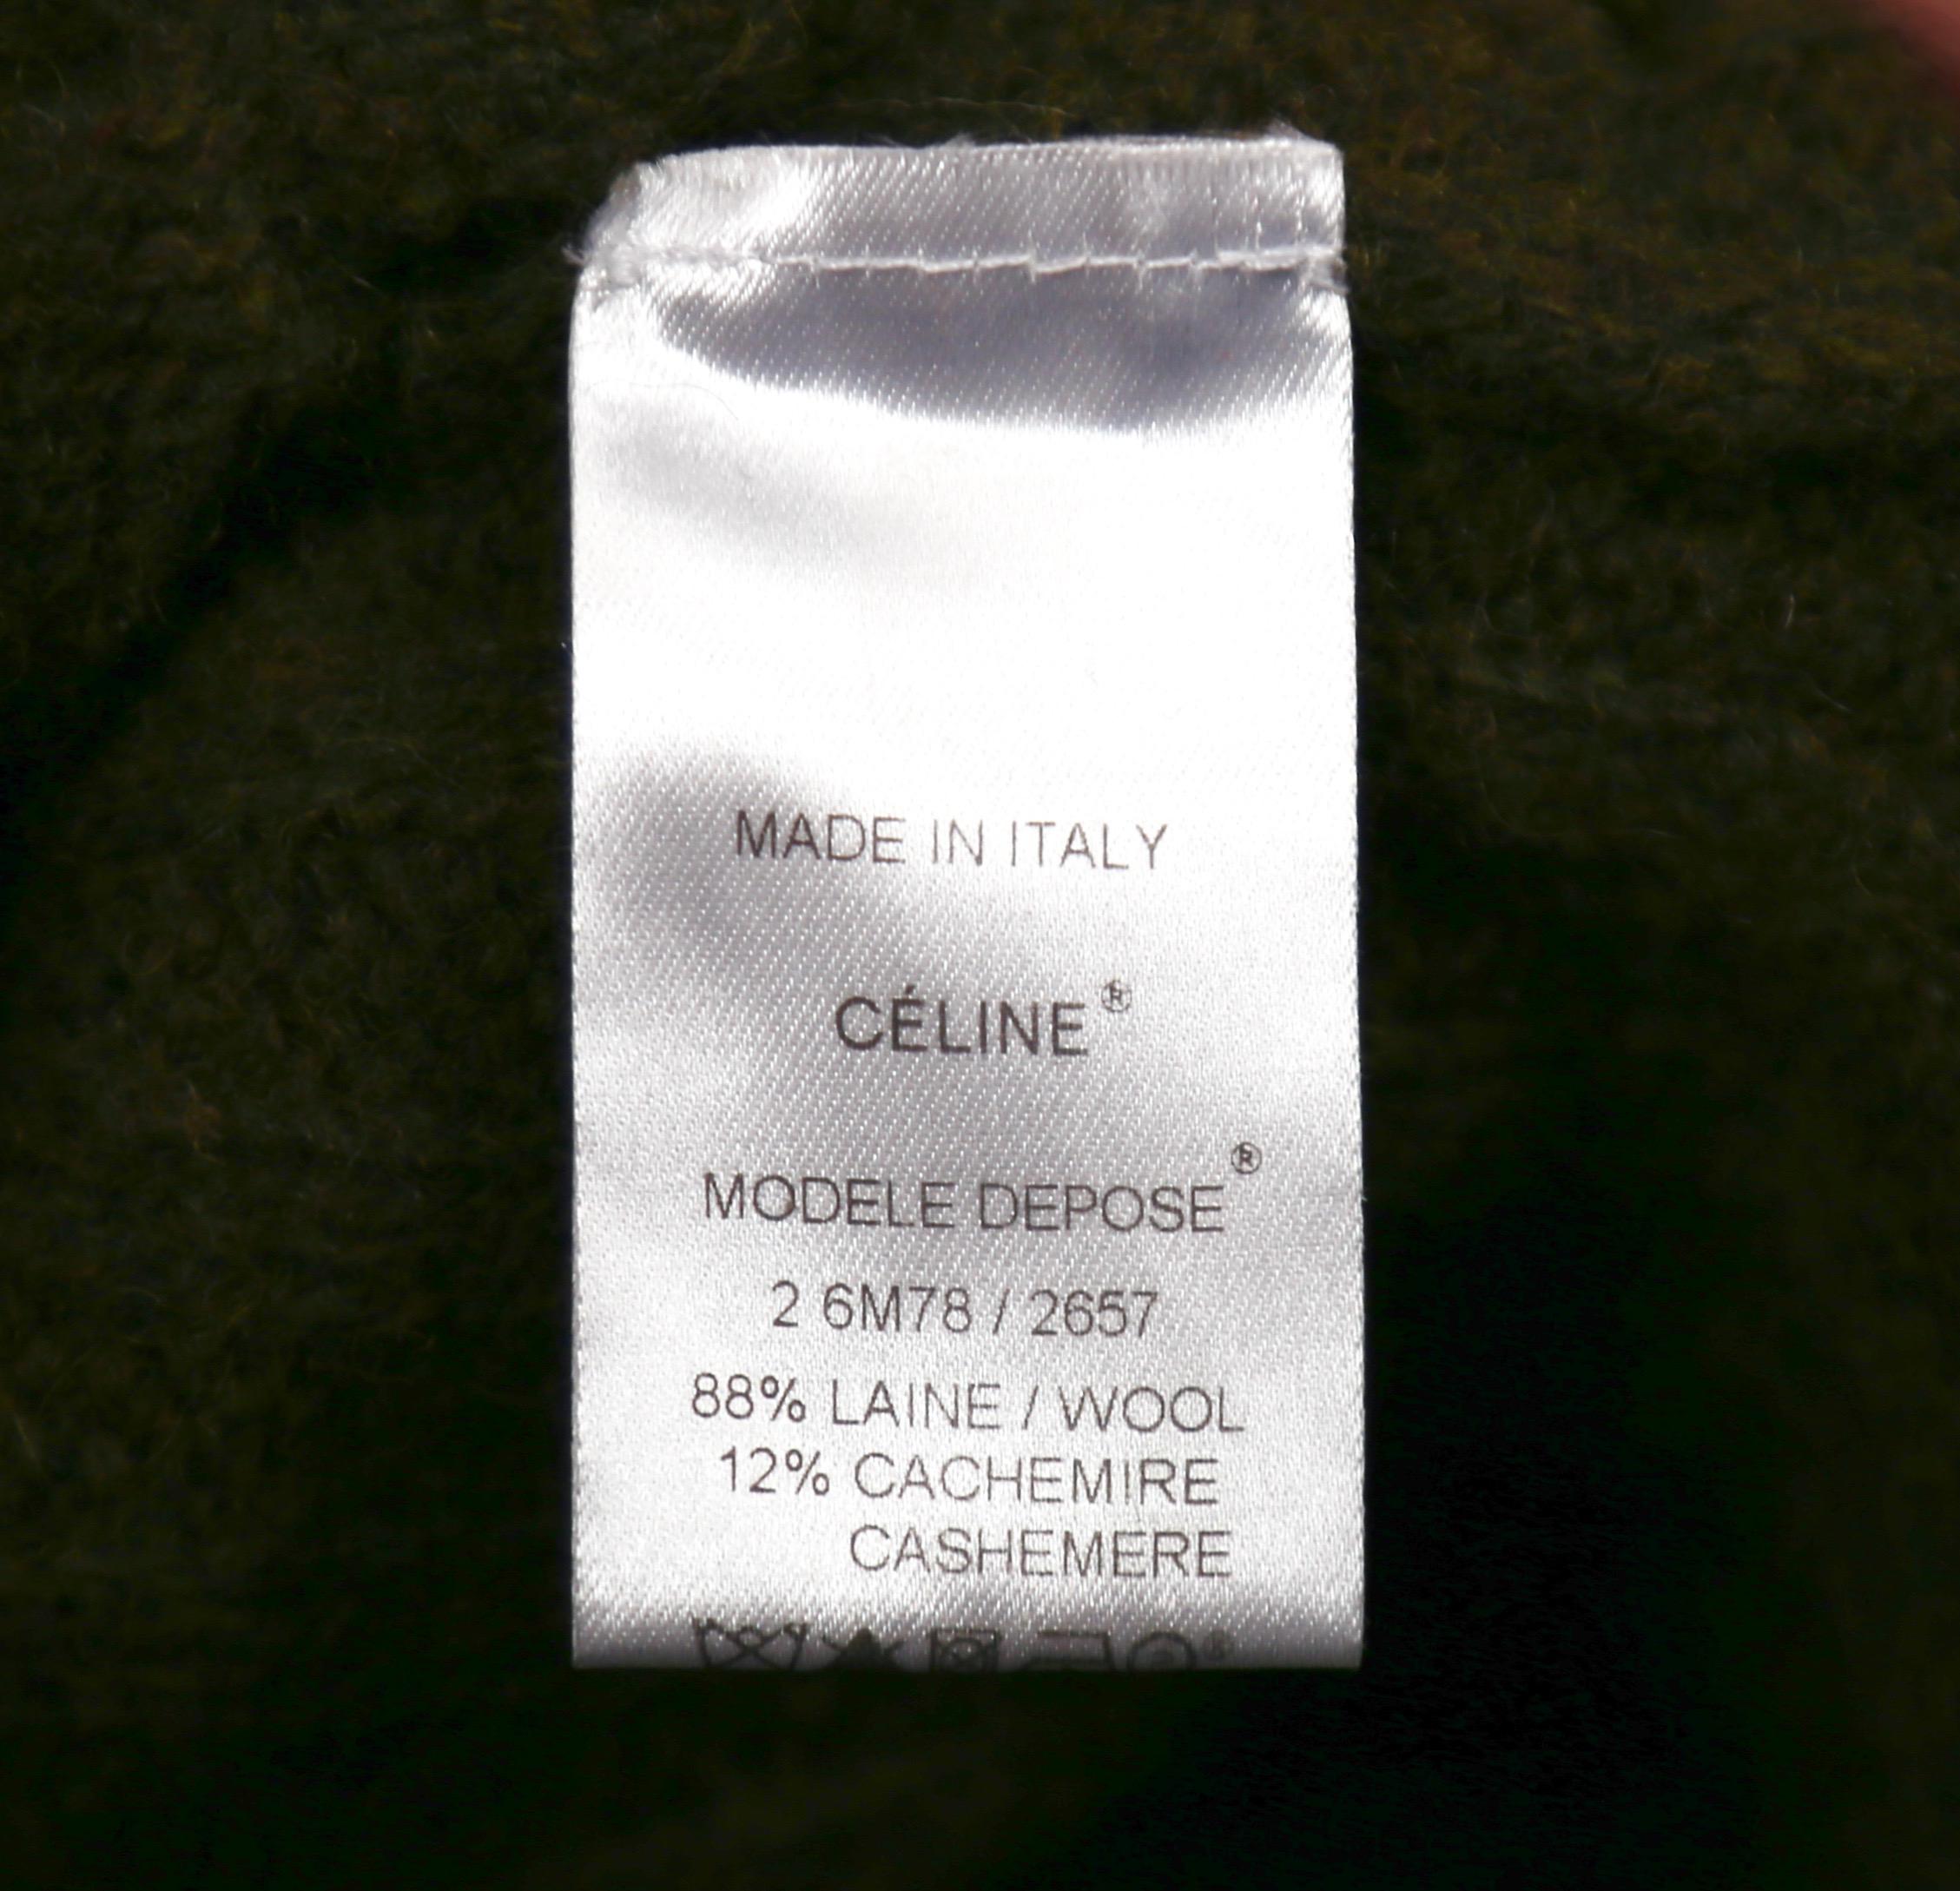 MADE IN ITALY
CÉLINE®
MODELE DEPOSE®
2 6M78 / 2657
88% LAINE / WOOL
12% CACHEMIRE
CASHEMERE